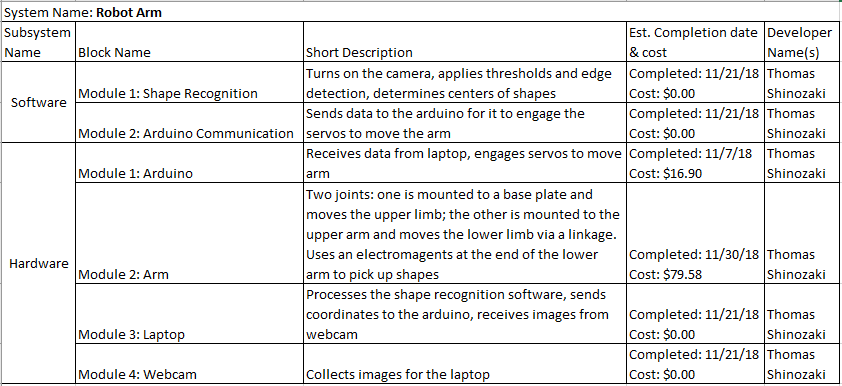 System Name: Robot Arm
Subsystem Name | Block Name | Short Description | Est. Completion date & cost | Developer Name(s)
Software
Module 1: Shape Recognition
Turns on the camera, applies thresholds and edge
detection, determines centers of shapes
Completed: 11/21/18
Cost: $0.00
Thomas
Shinozaki
Module 2: Arduino Communication
Sends data to the arduino for it to engage the
servos to move the arm
Completed: 11/21/18
Cost: $0.00
Thomas
Shinozaki
Hardware
Module 1: Arduino
Receives data from laptop, engages servos to move
arm
Completed: 11/7/18
Cost: $16.90
Thomas
Shinozaki
Module 2: Arm
Two joints: one is mounted to a base plate and
moves the upper limb; the other is mounted to the
upper arm and moves the lower limb via a linkage.
Uses an electromagents at the end of the lower
arm to pick up shapes
Completed: 11/30/18
Cost: $79.58
Thomas
Shinozaki
Module 3: Laptop
Processes the shape recognition software, sends
coordinates to the arduino, receives images from
webcam
Completed: 11/21/18
Cost: $0.00
Thomas
Shinozaki
Module 4: Webcam
Collects images for the laptop
Completed: 11/21/18
Cost: $0.00
Thomas
Shinozaki